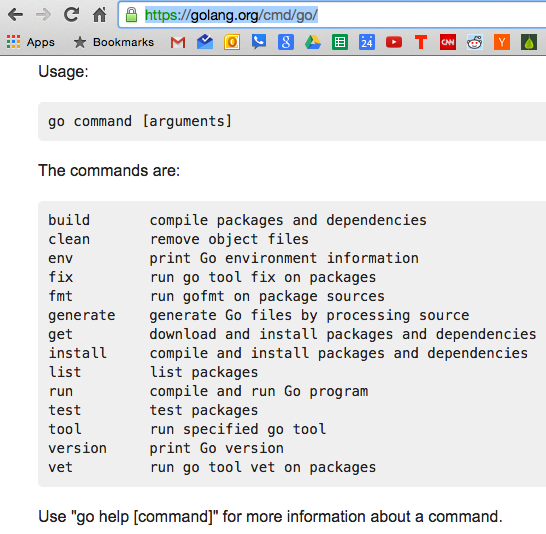 https://golang.org/cmd/go/
Apps Bookmarks 8 24 T CNN Y
Usage:
go command [arguments]
The commands are:
build compile packages and dependencies
clean remove object files
env print Go environment information
fix run go tool fix on packages
fmt run gofmt on package sources
generate generate Go files by processing source
get download and install packages and dependencies
install compile and install packages and dependencies
list list packages
run compile and run Go program
test test packages
tool run specified go tool
version print Go version
vet run go tool vet on packages
Use "go help [command]" for more information about a command.